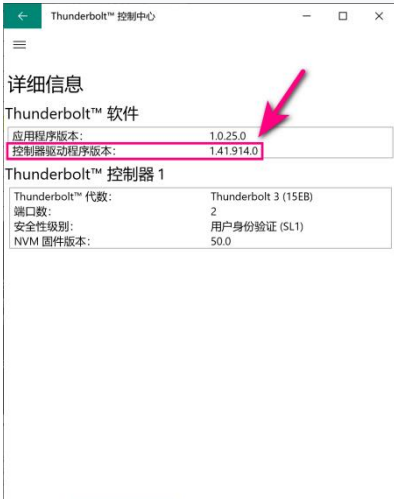 Thunderbolt™ 控制中心
详细信息
Thunderbolt™ 软件
应用程序版本: 1.0.25.0
控制器驱动程序版本: 1.41.914.0
Thunderbolt™ 控制器 1
Thunderbolt™ 代数: Thunderbolt 3 (15EB)
端口数: 2
安全性级别: 用户身份验证 (SL1)
NVM 固件版本: 50.0